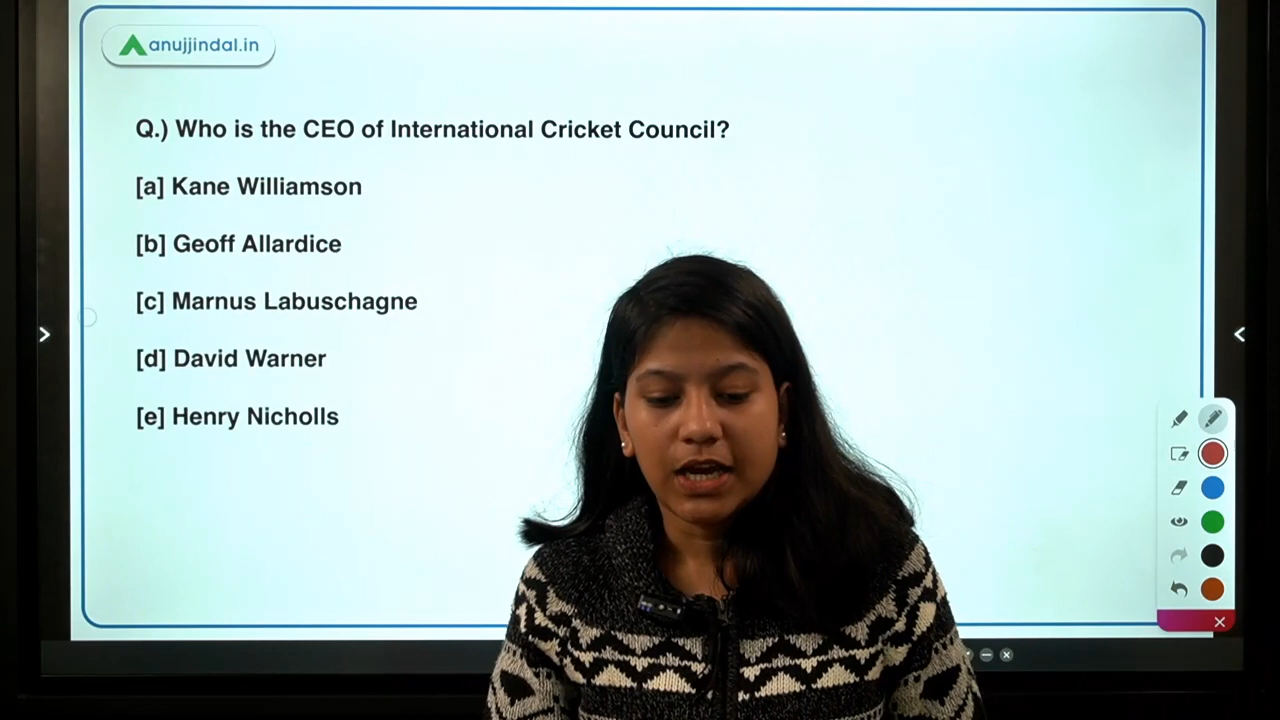 anujjindal.in
Q.) Who is the CEO of International Cricket Council?
[a] Kane Williamson
[b] Geoff Allardice
[c] Marnus Labuschagne
[d] David Warner
[e] Henry Nicholls